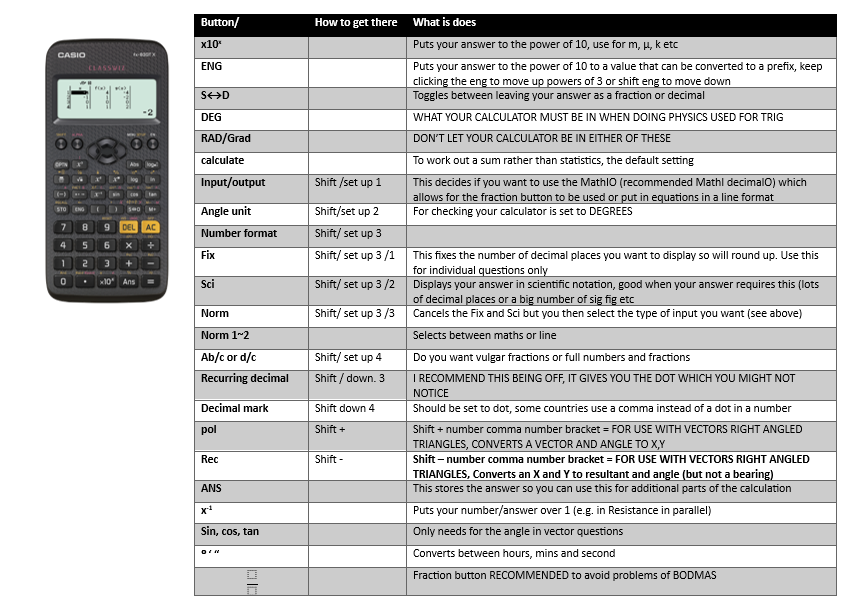 Button/ How to get there What is does
x10ˣ Puts your answer to the power of 10, use for m, µ, k etc
ENG Puts your answer to the power of 10 to a value that can be converted to a prefix, keep
clicking the eng to move up powers of 3 or shift eng to move down
S↔D Toggles between leaving your answer as a fraction or decimal
DEG WHAT YOUR CALCULATOR MUST BE IN WHEN DOING PHYSICS USED FOR TRIG
RAD/Grad DON'T LET YOUR CALCULATOR BE IN EITHER OF THESE
calculate To work out a sum rather than statistics, the default setting
Input/output Shift /set up 1 This decides if you want to use the MathIO (recommended MathI decimalO) which
allows for the fraction button to be used or put in equations in a line format
Angle unit Shift/set up 2 For checking your calculator is set to DEGREES
Number format Shift/ set up 3
Fix Shift/ set up 3 /1 This fixes the number of decimal places you want to display so will round up. Use this
for individual questions only
Sci Shift/ set up 3 /2 Displays your answer in scientific notation, good when your answer requires this (lots
of decimal places or a big number of sig fig etc
Norm Shift/ set up 3 /3 Cancels the Fix and Sci but you then select the type of input you want (see above)
Norm 1~2 Selects between maths or line
Ab/c or d/c Shift/ set up 4 Do you want vulgar fractions or full numbers and fractions
Recurring decimal Shift / down. 3 I RECOMMEND THIS BEING OFF, IT GIVES YOU THE DOT WHICH YOU MIGHT NOT
NOTICE
Decimal mark Shift down 4 Should be set to dot, some countries use a comma instead of a dot in a number
pol Shift + Shift + number comma number bracket = FOR USE WITH VECTORS RIGHT ANGLED
TRIANGLES, CONVERTS A VECTOR AND ANGLE TO X,Y
Rec Shift - Shift – number comma number bracket = FOR USE WITH VECTORS RIGHT ANGLED
TRIANGLES, Converts an X and Y to resultant and angle (but not a bearing)
ANS This stores the answer so you can use this for additional parts of the calculation
x⁻¹ Puts your number/answer over 1 (e.g. in Resistance in parallel)
Sin, cos, tan Only needs for the angle in vector questions
° ‘ “ Converts between hours, mins and second
Fraction button RECOMMENDED to avoid problems of BODMAS
CASIO
CLASSWIZ
-2
7 8 9 DEL AC
4 5 6 × ÷
1 2 3 + −
0 . ×10ˣ Ans =